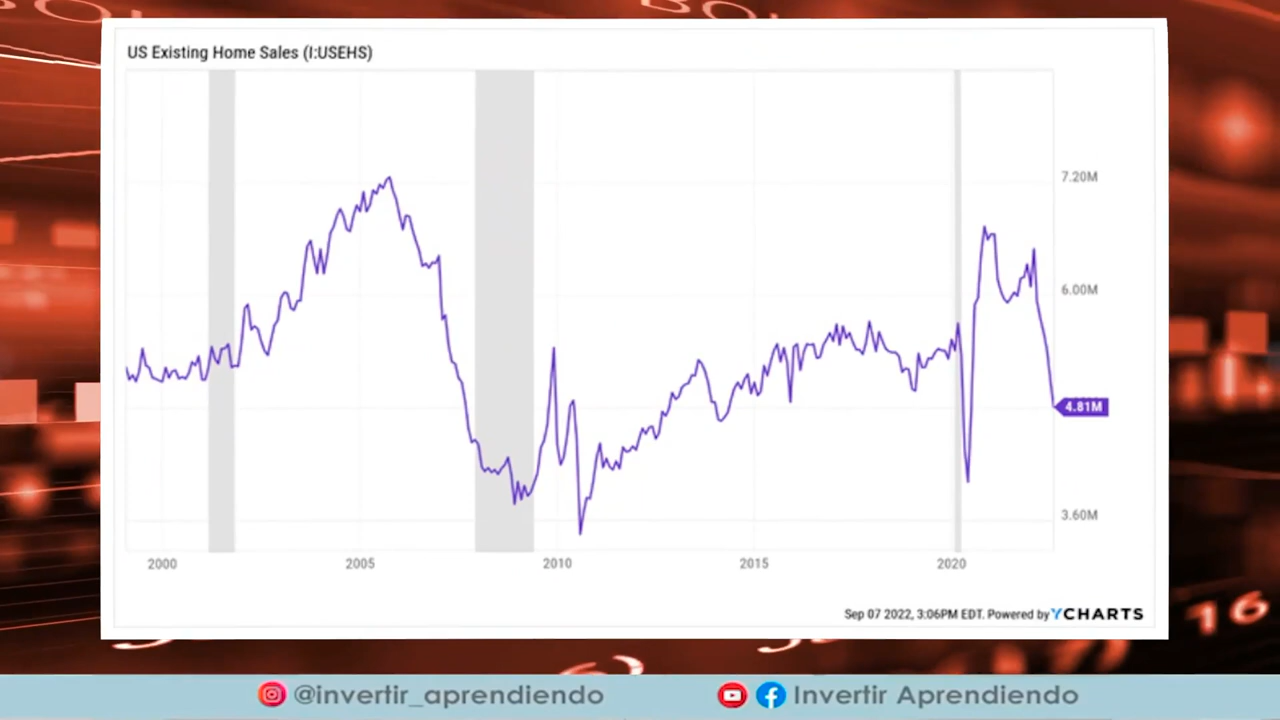 US Existing Home Sales (I:USEHS)
7.20M
6.00M
4.81M
3.60M
2000 2005 2010 2015 2020
Sep 07 2022, 3:06PM EDT. Powered by YCHARTS
16
@invertir_aprendiendo Invertir Aprendiendo